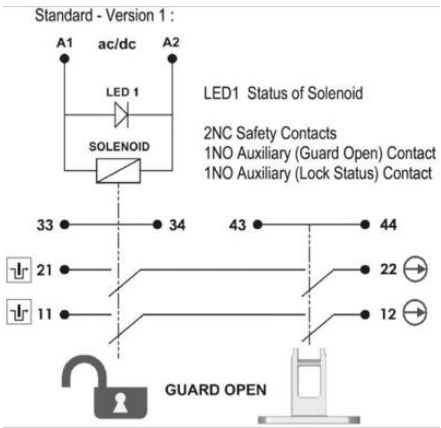 Standard - Version 1 :
A1 ac/dc A2
LED 1
LED1 Status of Solenoid
SOLENOID
2NC Safety Contacts
1NO Auxiliary (Guard Open) Contact
1NO Auxiliary (Lock Status) Contact
33 34 43 44
21 22
11 12
GUARD OPEN